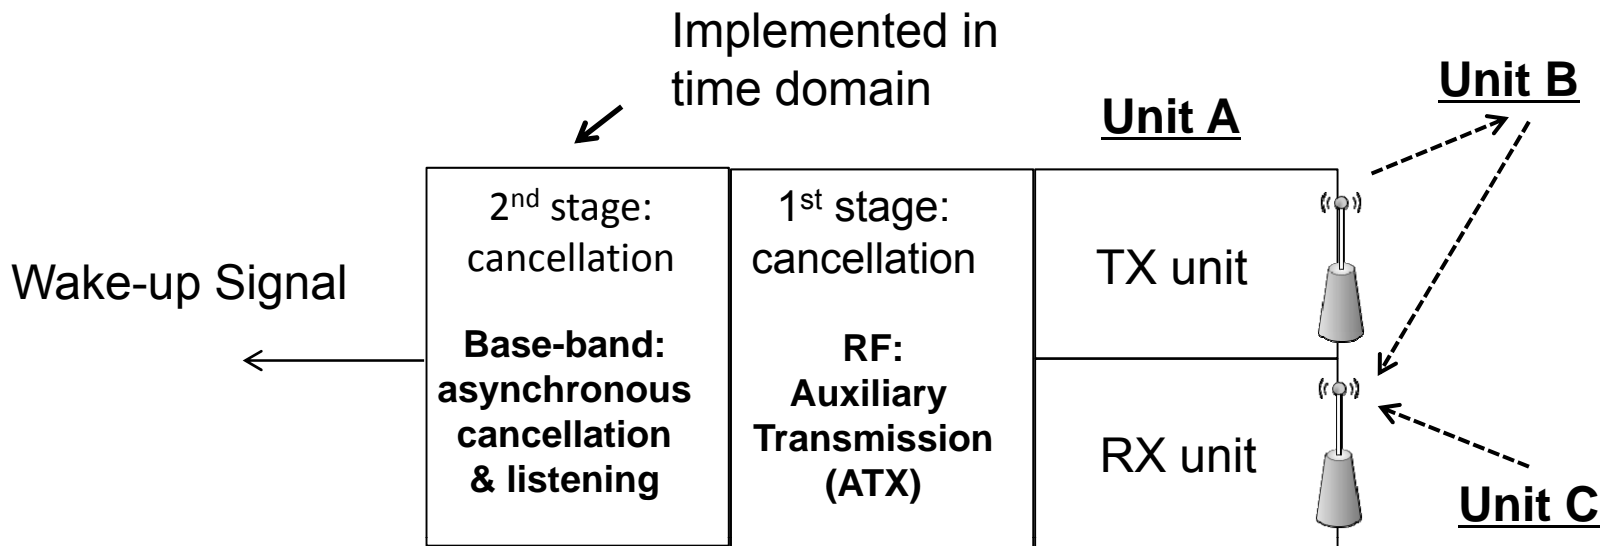 Implemented in
time domain
Unit B
Unit A
2nd stage:
cancellation
1st stage:
cancellation
TX unit
Wake-up Signal
Base-band:
asynchronous
cancellation
& listening
RF:
Auxiliary
Transmission
(ATX)
RX unit
Unit C